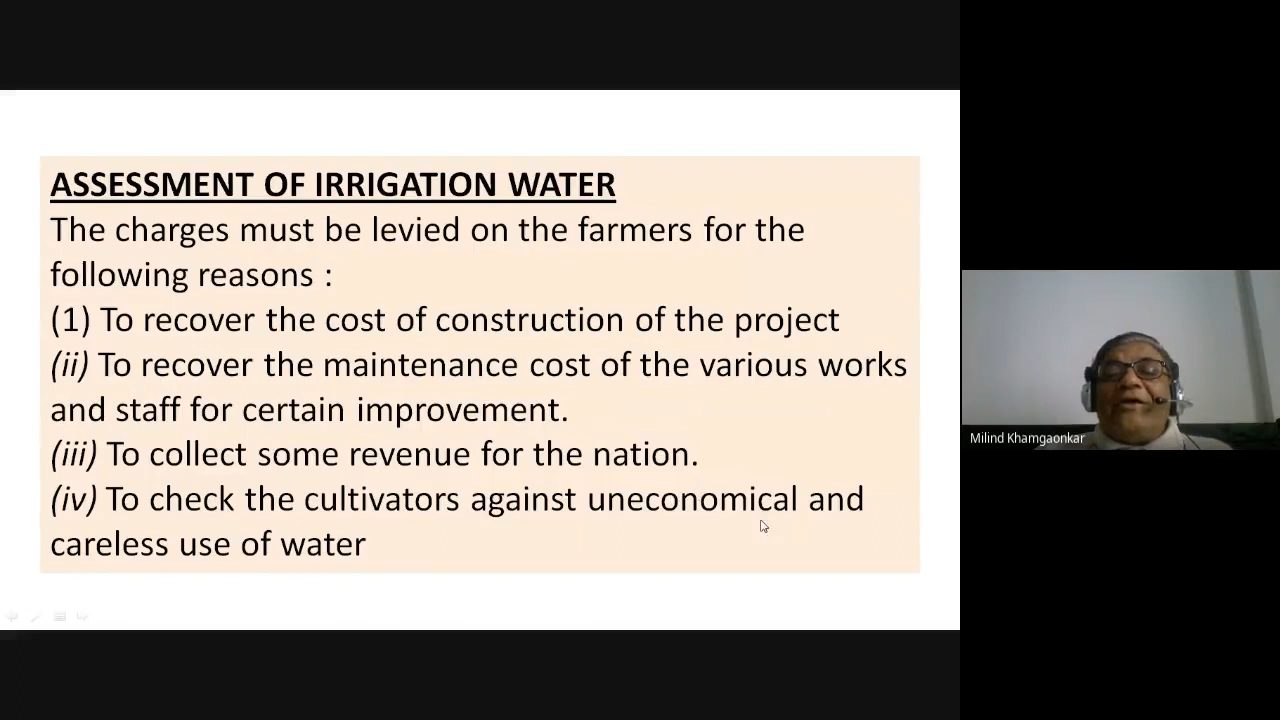 ASSESSMENT OF IRRIGATION WATER
The charges must be levied on the farmers for the
following reasons :
(1) To recover the cost of construction of the project
(ii) To recover the maintenance cost of the various works
and staff for certain improvement.
(iii) To collect some revenue for the nation.
(iv) To check the cultivators against uneconomical and
careless use of water
Milind Khamgaonkar